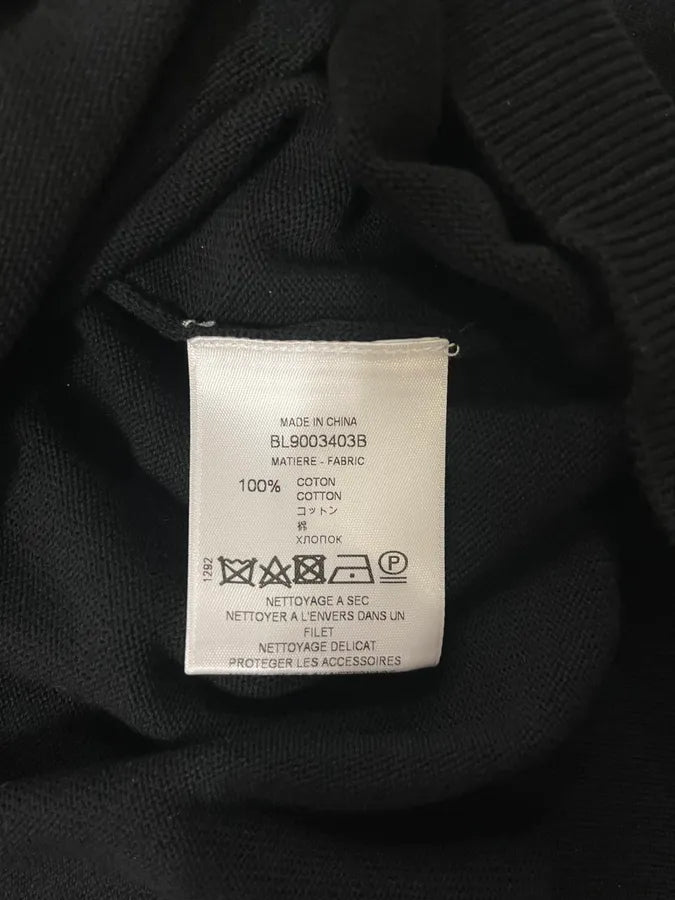 MADE IN CHINA
BL9003403B
MATIERE - FABRIC
100% COTON
COTTON
コットン
棉
ХЛОПОК
1292
P
NETTOYAGE A SEC
NETTOYER A L'ENVERS DANS UN
FILET
NETTOYAGE DELICAT
PROTEGER LES ACCESSOIRES